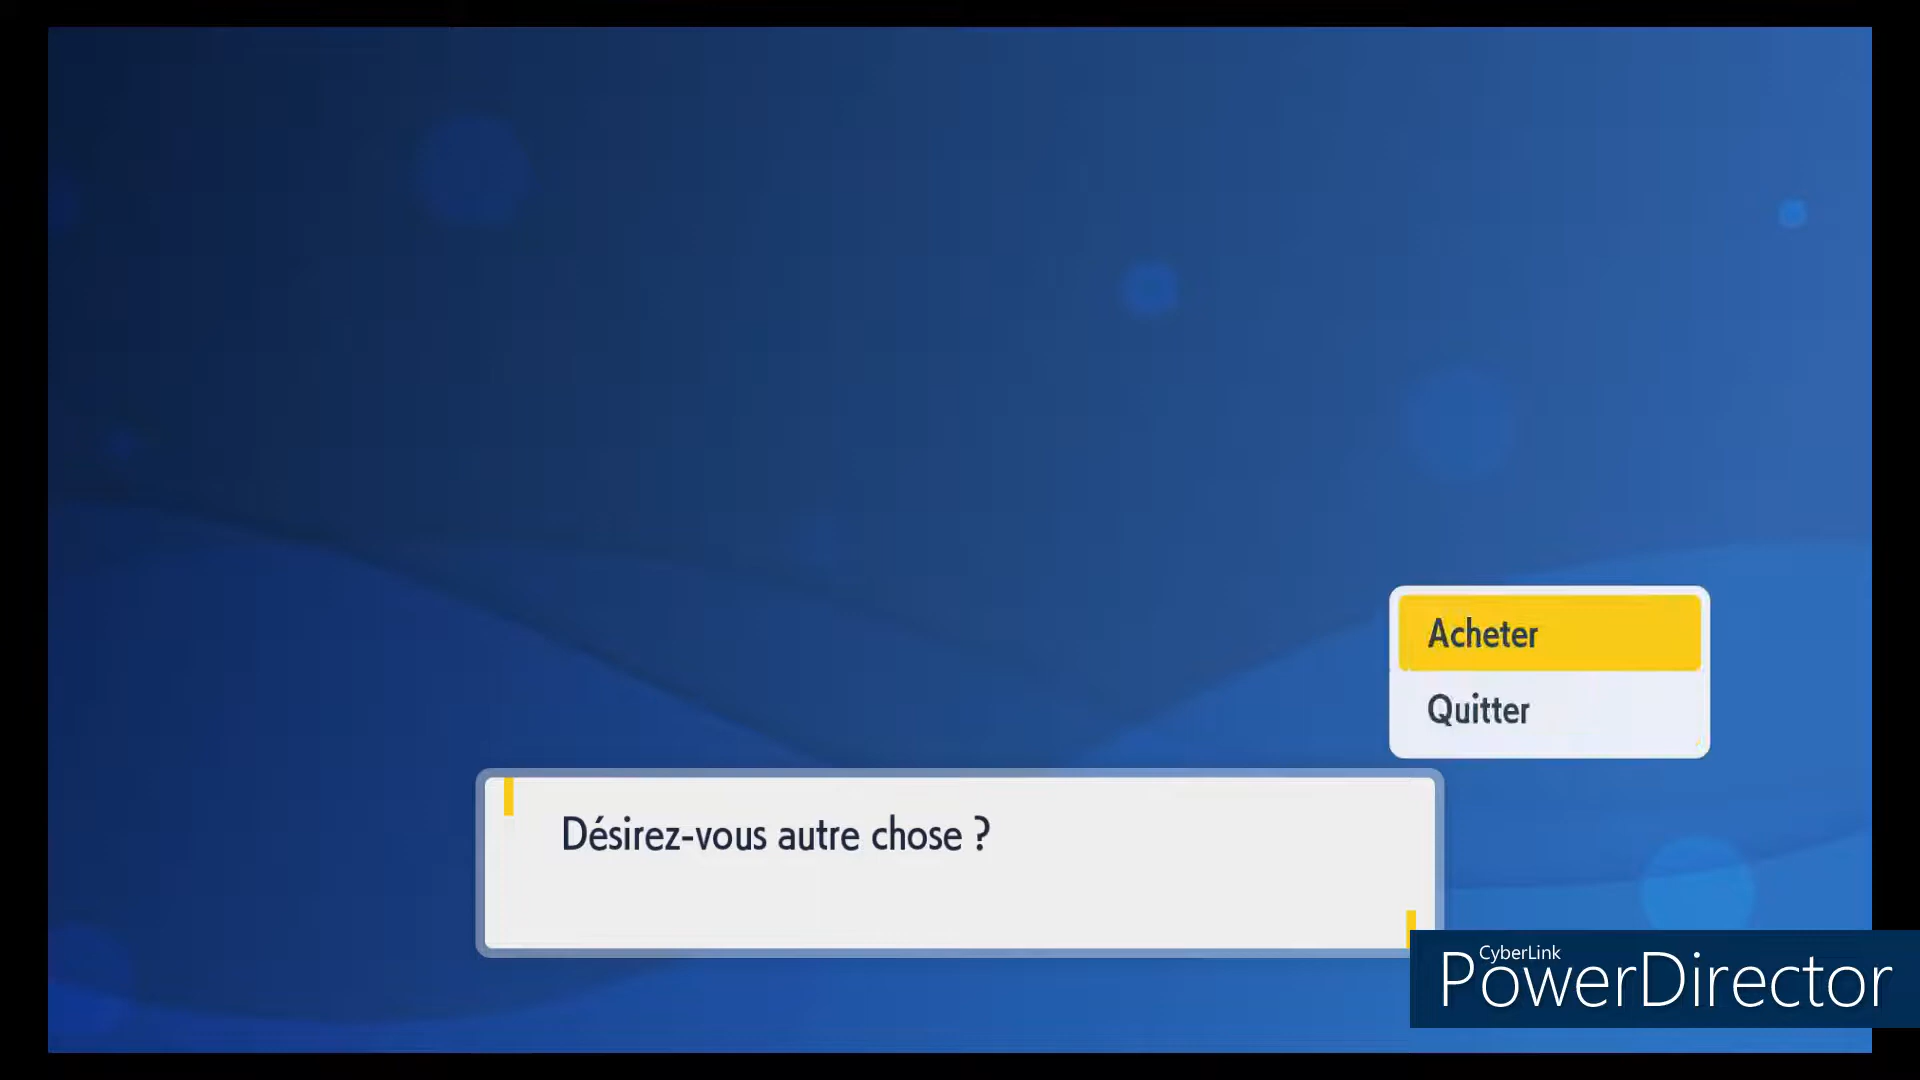 Acheter
Quitter
Désirez-vous autre chose ?
CyberLink
PowerDirector